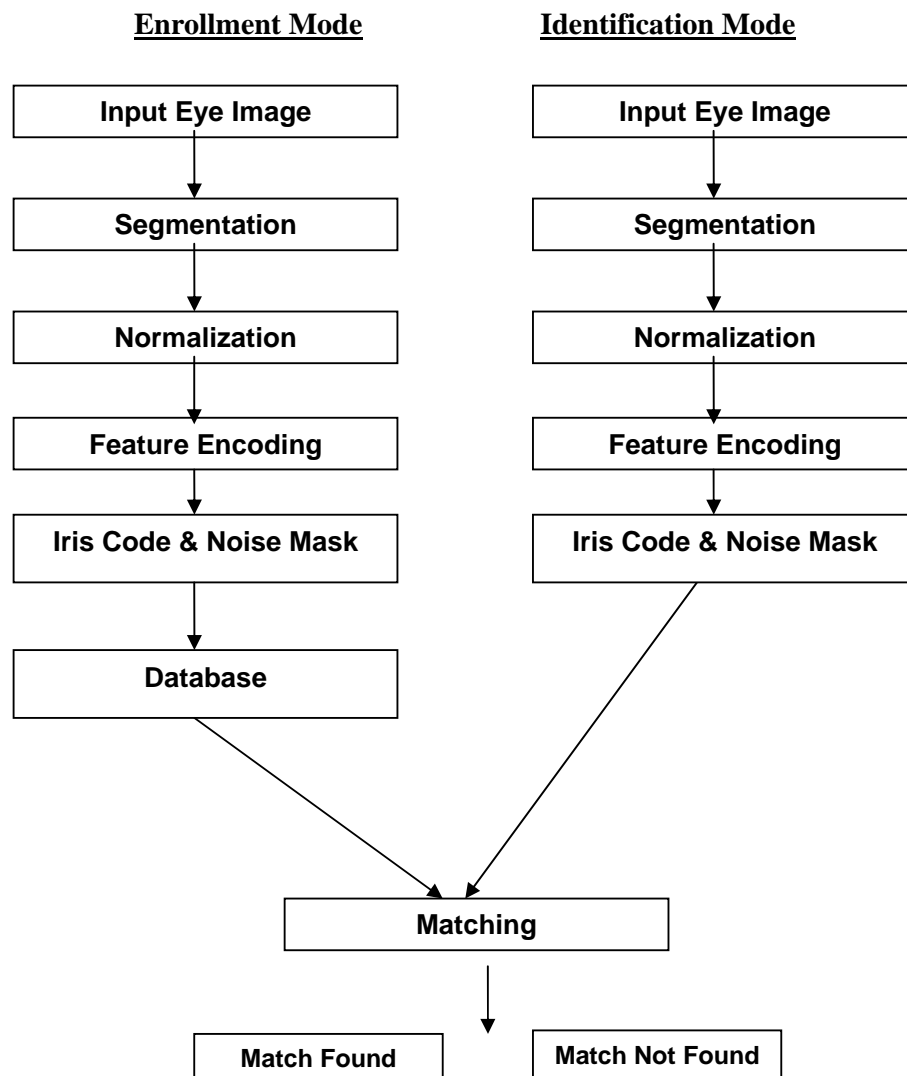 Enrollment Mode
Identification Mode
Input Eye Image
Input Eye Image
Segmentation
Segmentation
Normalization
Normalization
Feature Encoding
Feature Encoding
Iris Code & Noise Mask
Iris Code & Noise Mask
Database
Matching
Match Found
Match Not Found